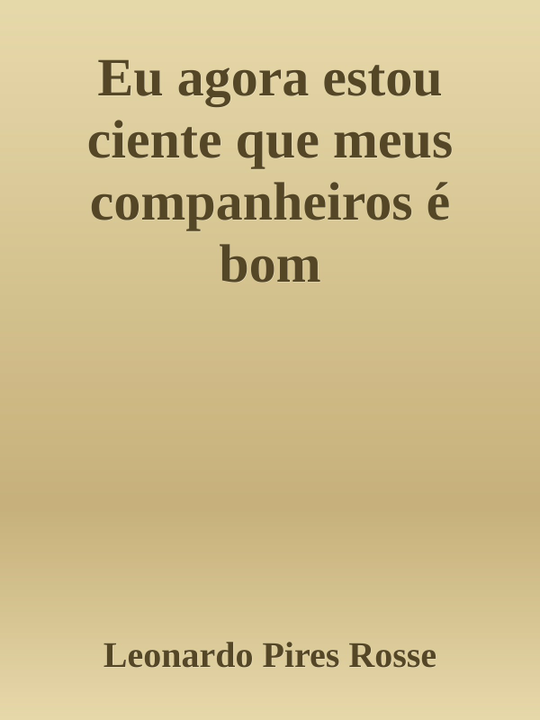 Eu agora estou
ciente que meus
companheiros é
bom
Leonardo Pires Rosse